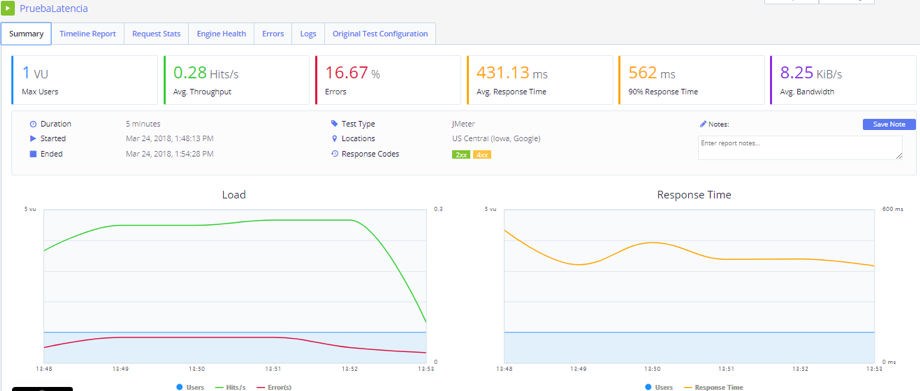 PruebaLatencia
Summary Timeline Report Request Stats Engine Health Errors Logs Original Test Configuration
1 VU 0.28 Hits/s 16.67 % 431.13 ms 562 ms 8.25 KiB/s
Max Users Avg. Throughput Errors Avg. Response Time 90% Response Time Avg. Bandwidth
Duration 5 minutes Test Type JMeter Notes: Save Note
Started Mar 24, 2018, 1:48:13 PM Locations US Central (Iowa, Google) Enter report notes...
Ended Mar 24, 2018, 1:54:28 PM Response Codes 2xx 4xx
Load Response Time
5 vu 0.3 5 vu 600 ms
0 0 ms
13:48 13:49 13:50 13:51 13:52 13:53 13:48 13:49 13:50 13:51 13:52 13:53
Users Hits/s Error(s) Users Response Time